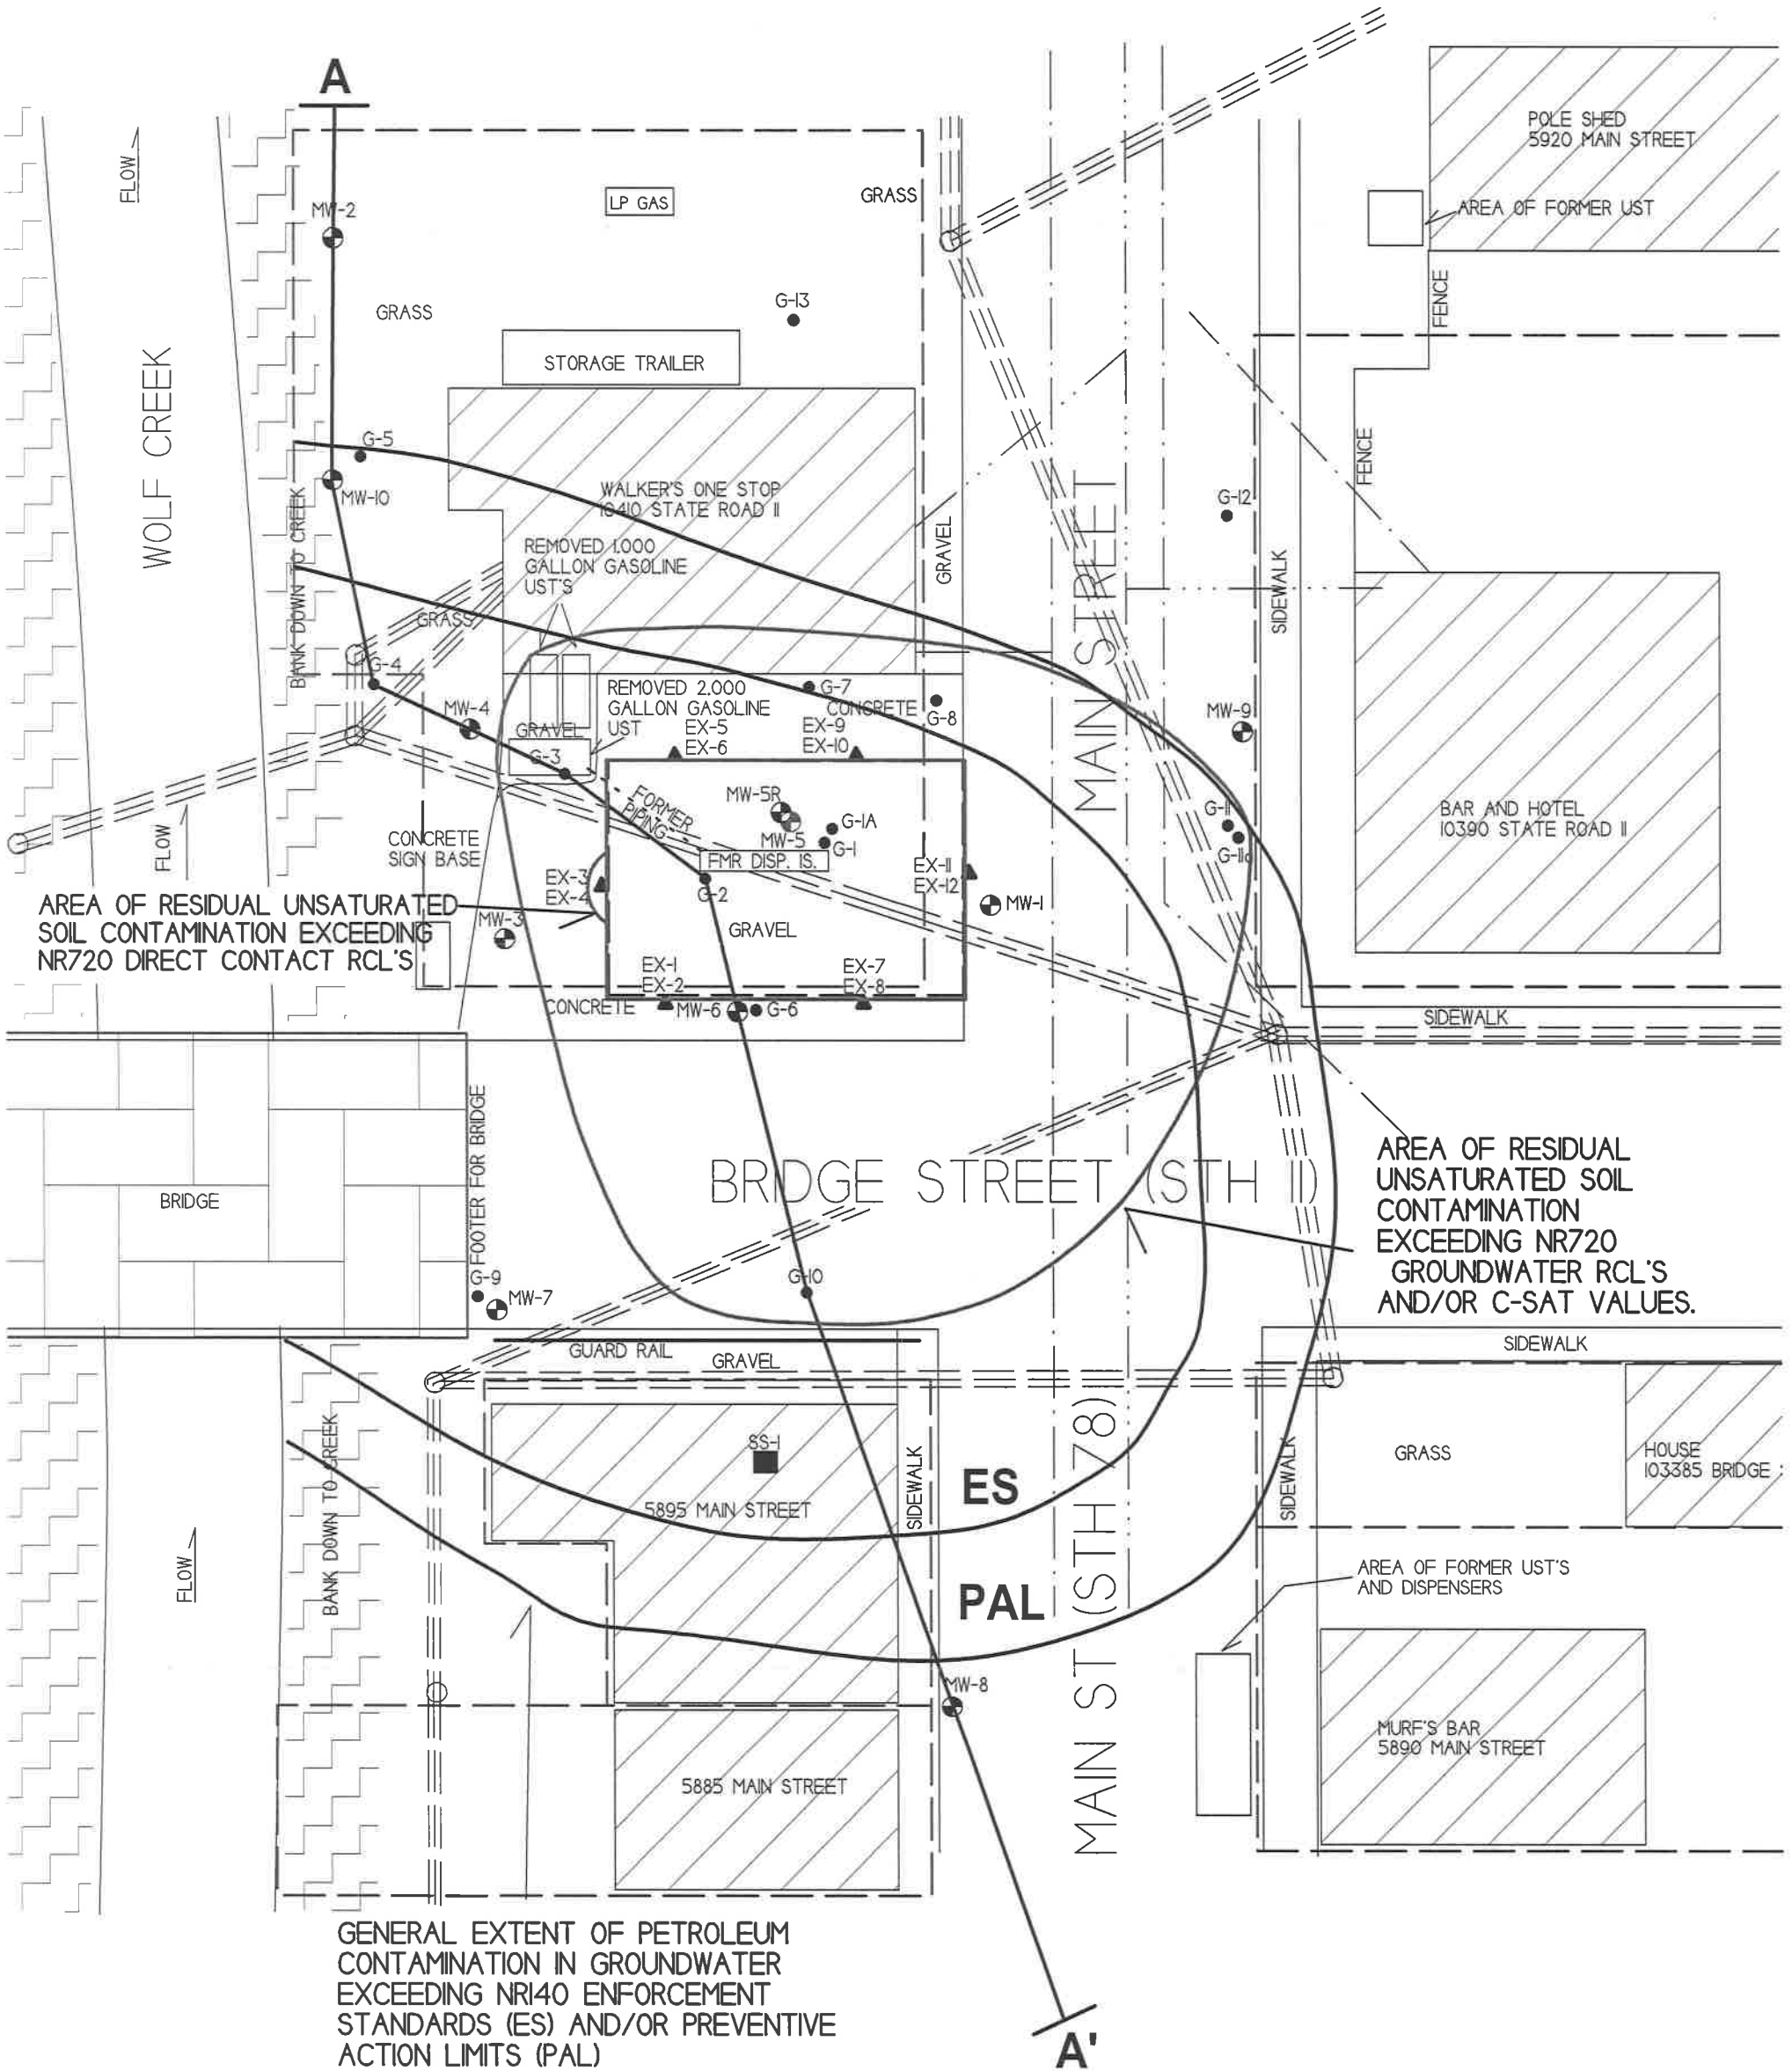 A
FLOW
MW-2
LP GAS
GRASS
POLE SHED
5920 MAIN STREET
AREA OF FORMER UST
FENCE
G-13
GRASS
STORAGE TRAILER
WOLF CREEK
G-5
MW-10
WALKER'S ONE STOP
10410 STATE ROAD 11
REMOVED 1,000
GALLON GASOLINE
UST'S
GRAVEL
MAIN STREET
G-12
SIDEWALK
FENCE
BANK DOWN TO CREEK
GRASS
G-4
MW-4
GRAVEL
G-3
REMOVED 2,000
GALLON GASOLINE
UST
G-7
CONCRETE
G-8
EX-5
EX-6
EX-9
EX-10
MW-9
FORMER
PIPING
MW-5R
MW-5
G-1A
G-1
FMR DISP. IS.
G-2
GRAVEL
EX-11
EX-12
MW-1
G-11
G-11a
BAR AND HOTEL
10390 STATE ROAD 11
FLOW
CONCRETE
SIGN BASE
EX-3
EX-4
MW-3
AREA OF RESIDUAL UNSATURATED
SOIL CONTAMINATION EXCEEDING
NR720 DIRECT CONTACT RCL'S
EX-1
EX-2
EX-7
EX-8
CONCRETE
MW-6
G-6
SIDEWALK
BRIDGE
FOOTER FOR BRIDGE
BRIDGE STREET (STH 11)
G-9
MW-7
G-10
AREA OF RESIDUAL
UNSATURATED SOIL
CONTAMINATION
EXCEEDING NR720
GROUNDWATER RCL'S
AND/OR C-SAT VALUES.
GUARD RAIL
GRAVEL
SIDEWALK
SS-1
5895 MAIN STREET
SIDEWALK
ES
PAL
MAIN ST (STH 78)
SIDEWALK
GRASS
HOUSE
103385 BRIDGE
BANK DOWN TO CREEK
FLOW
AREA OF FORMER UST'S
AND DISPENSERS
MW-8
MURF'S BAR
5890 MAIN STREET
5885 MAIN STREET
GENERAL EXTENT OF PETROLEUM
CONTAMINATION IN GROUNDWATER
EXCEEDING NR140 ENFORCEMENT
STANDARDS (ES) AND/OR PREVENTIVE
ACTION LIMITS (PAL)
A'